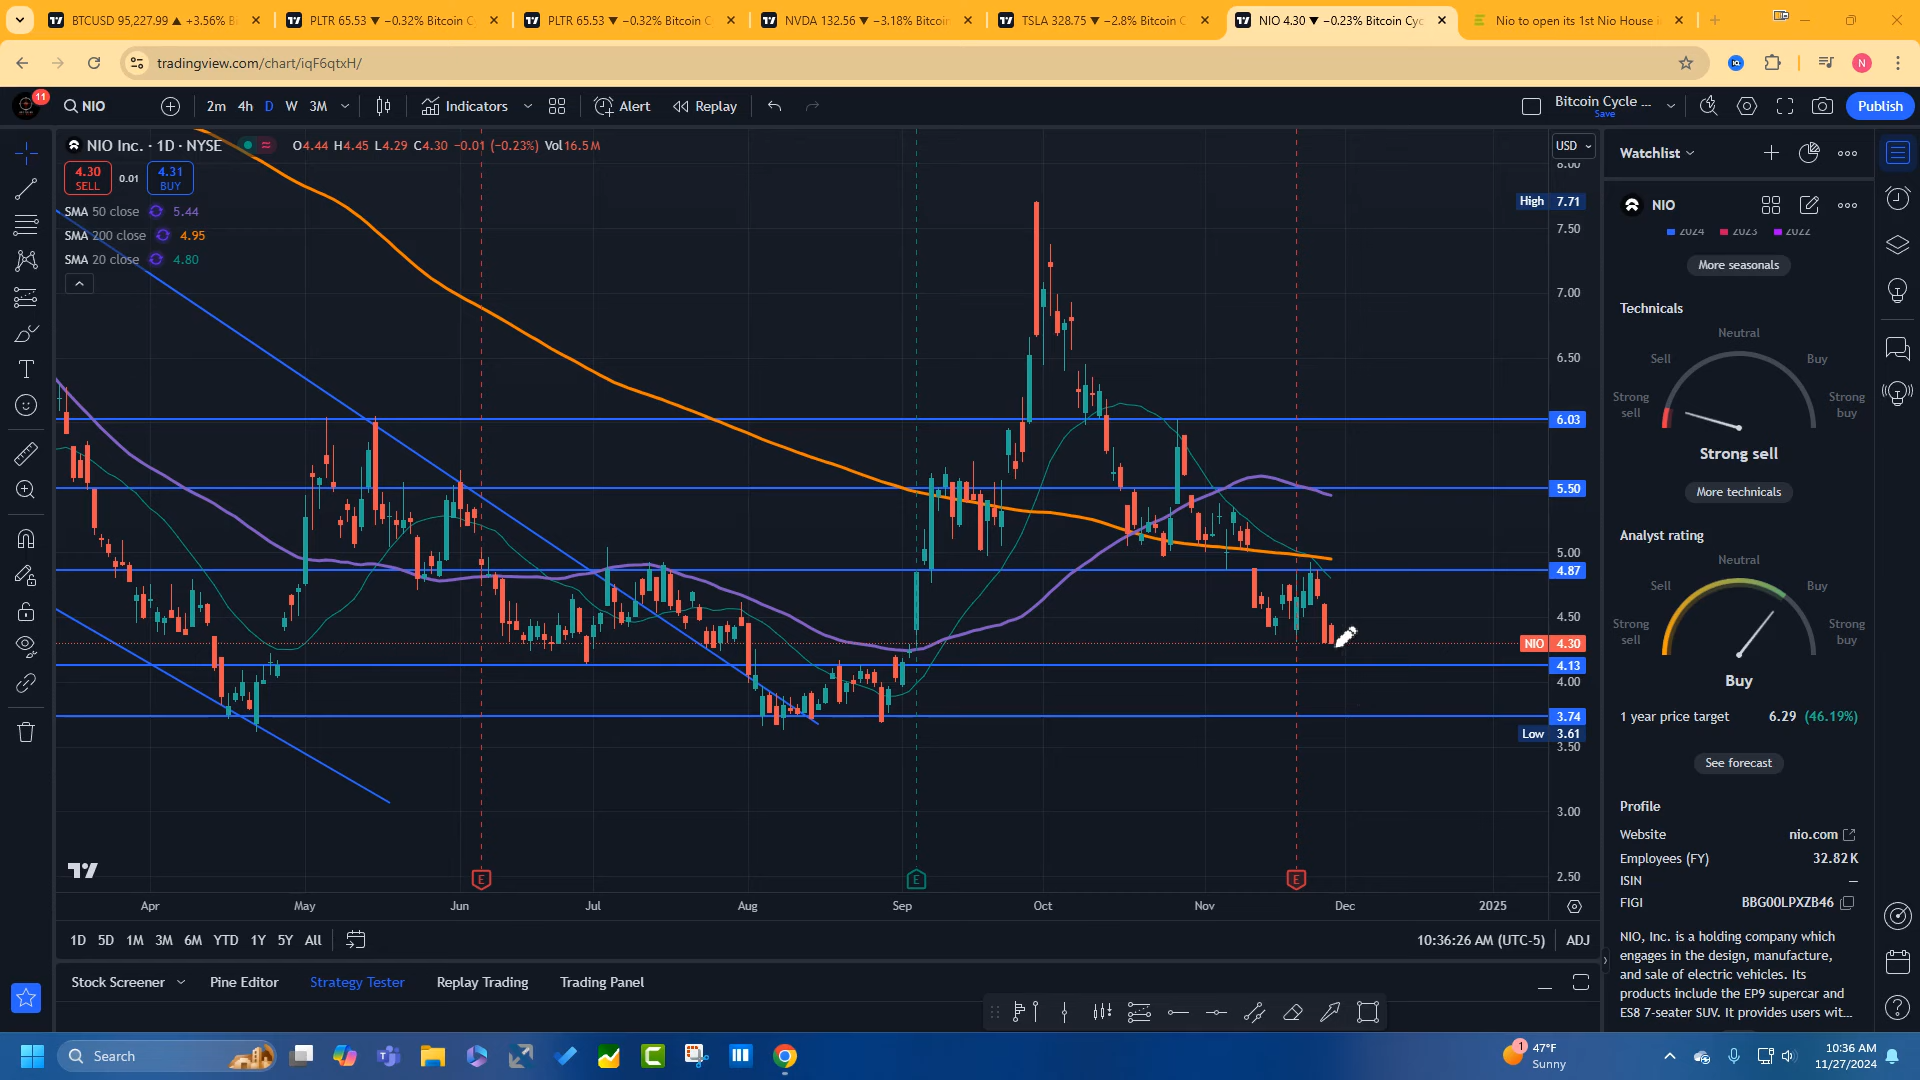 BTCUSD 95,227.99 ▲ +3.56% B
PLTR 65.53 ▼ −0.32% Bitcoin C
PLTR 65.53 ▼ −0.32% Bitcoin C
NVDA 132.56 ▼ −3.18% Bitcoin
TSLA 328.75 ▼ −2.8% Bitcoin C
NIO 4.30 ▼ −0.23% Bitcoin Cyc
Nio to open its 1st Nio House i
tradingview.com/chart/iqF6qtxH/
N
11
NIO
2m 4h D W 3M
Indicators
Alert
Replay
Bitcoin Cycle ...
Save
Publish
NIO Inc. · 1D · NYSE
O4.44 H4.45 L4.29 C4.30 −0.01 (−0.23%) Vol16.5M
4.30
SELL
0.01
4.31
BUY
SMA 50 close 5.44
SMA 200 close 4.95
SMA 20 close 4.80
USD
8.00
High 7.71
7.50
7.00
6.50
6.03
5.50
5.00
4.87
4.50
NIO 4.30
4.13
4.00
3.74
Low 3.61
3.50
3.00
2.50
E
E
E
Apr May Jun Jul Aug Sep Oct Nov Dec 2025
1D 5D 1M 3M 6M YTD 1Y 5Y All
10:36:26 AM (UTC-5)
ADJ
Stock Screener
Pine Editor
Strategy Tester
Replay Trading
Trading Panel
Watchlist
NIO
2024 2023 2022
More seasonals
Technicals
Neutral
Sell
Buy
Strong sell
Strong buy
Strong sell
More technicals
Analyst rating
Neutral
Sell
Buy
Strong sell
Strong buy
Buy
1 year price target 6.29 (46.19%)
See forecast
Profile
Website nio.com
Employees (FY) 32.82K
ISIN —
FIGI BBG00LPXZB46
NIO, Inc. is a holding company which
engages in the design, manufacture,
and sale of electric vehicles. Its
products include the EP9 supercar and
ES8 7-seater SUV. It provides users wit...
Search
1
47°F
Sunny
10:36 AM
11/27/2024